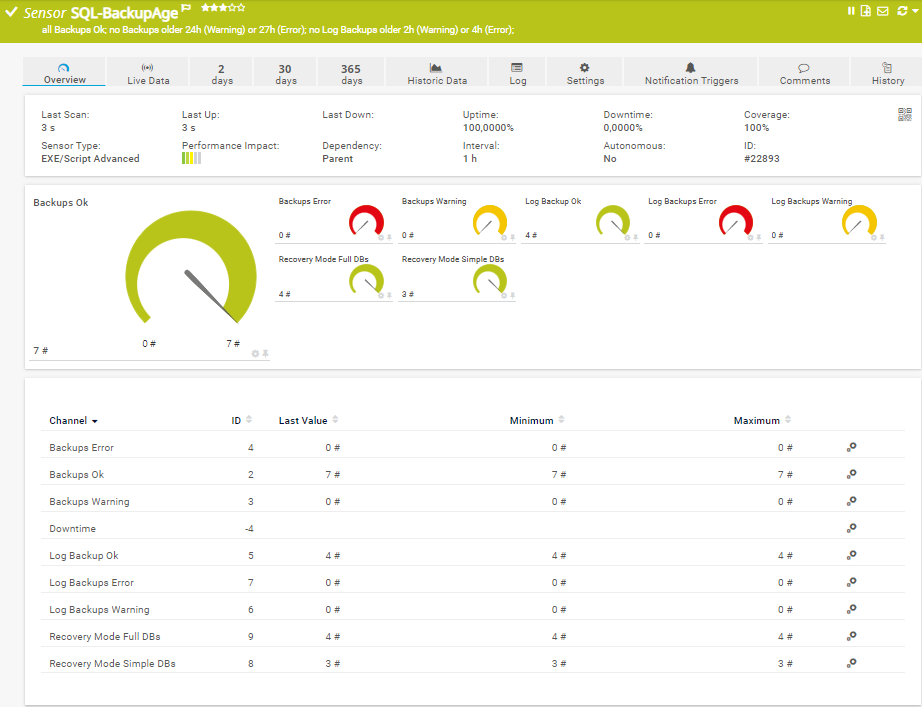 Sensor SQL-BackupAge
all Backups Ok; no Backups older 24h (Warning) or 27h (Error); no Log Backups older 2h (Warning) or 4h (Error);
Overview
Live Data
2 days
30 days
365 days
Historic Data
Log
Settings
Notification Triggers
Comments
History
Last Scan: Last Up: Last Down: Uptime: Downtime: Coverage:
3 s 3 s 100,0000% 0,0000% 100%
Sensor Type: Performance Impact: Dependency: Interval: Autonomous: ID:
EXE/Script Advanced Parent 1 h No #22893
Backups Ok
0 # 7 #
7 #
Backups Error
0 #
Backups Warning
0 #
Log Backup Ok
4 #
Log Backups Error
0 #
Log Backups Warning
0 #
Recovery Mode Full DBs
4 #
Recovery Mode Simple DBs
3 #
Channel ID Last Value Minimum Maximum
Backups Error 4 0 # 0 # 0 #
Backups Ok 2 7 # 7 # 7 #
Backups Warning 3 0 # 0 # 0 #
Downtime -4
Log Backup Ok 5 4 # 4 # 4 #
Log Backups Error 7 0 # 0 # 0 #
Log Backups Warning 6 0 # 0 # 0 #
Recovery Mode Full DBs 9 4 # 4 # 4 #
Recovery Mode Simple DBs 8 3 # 3 # 3 #